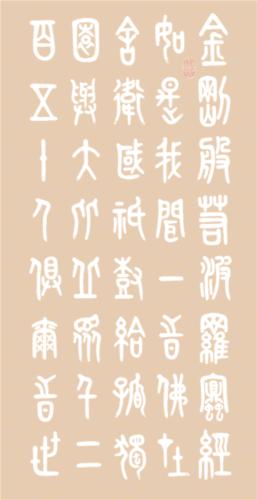 金剛般若波羅蜜經
如是我聞一時佛在
舍衛國祇樹給孤獨
園與大比丘眾千二
百五十人俱爾時世